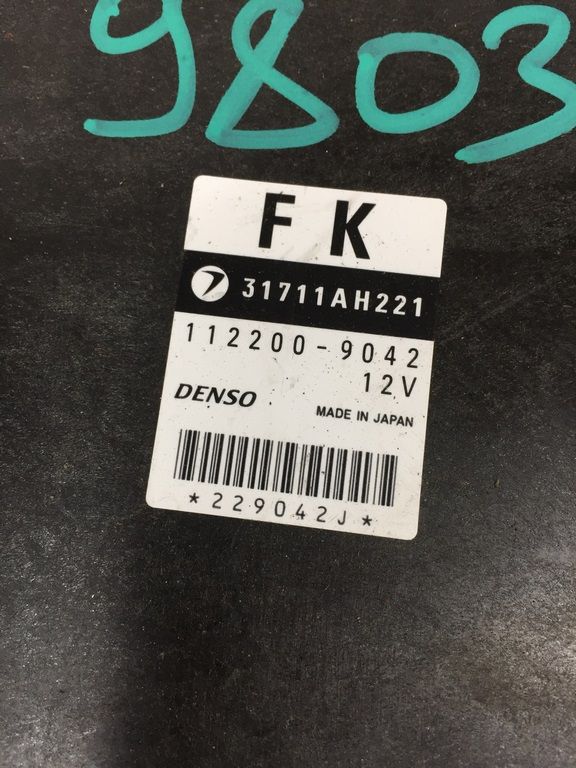 9803
FK
31711AH221
112200-9042
12V
DENSO MADE IN JAPAN
*229042J*